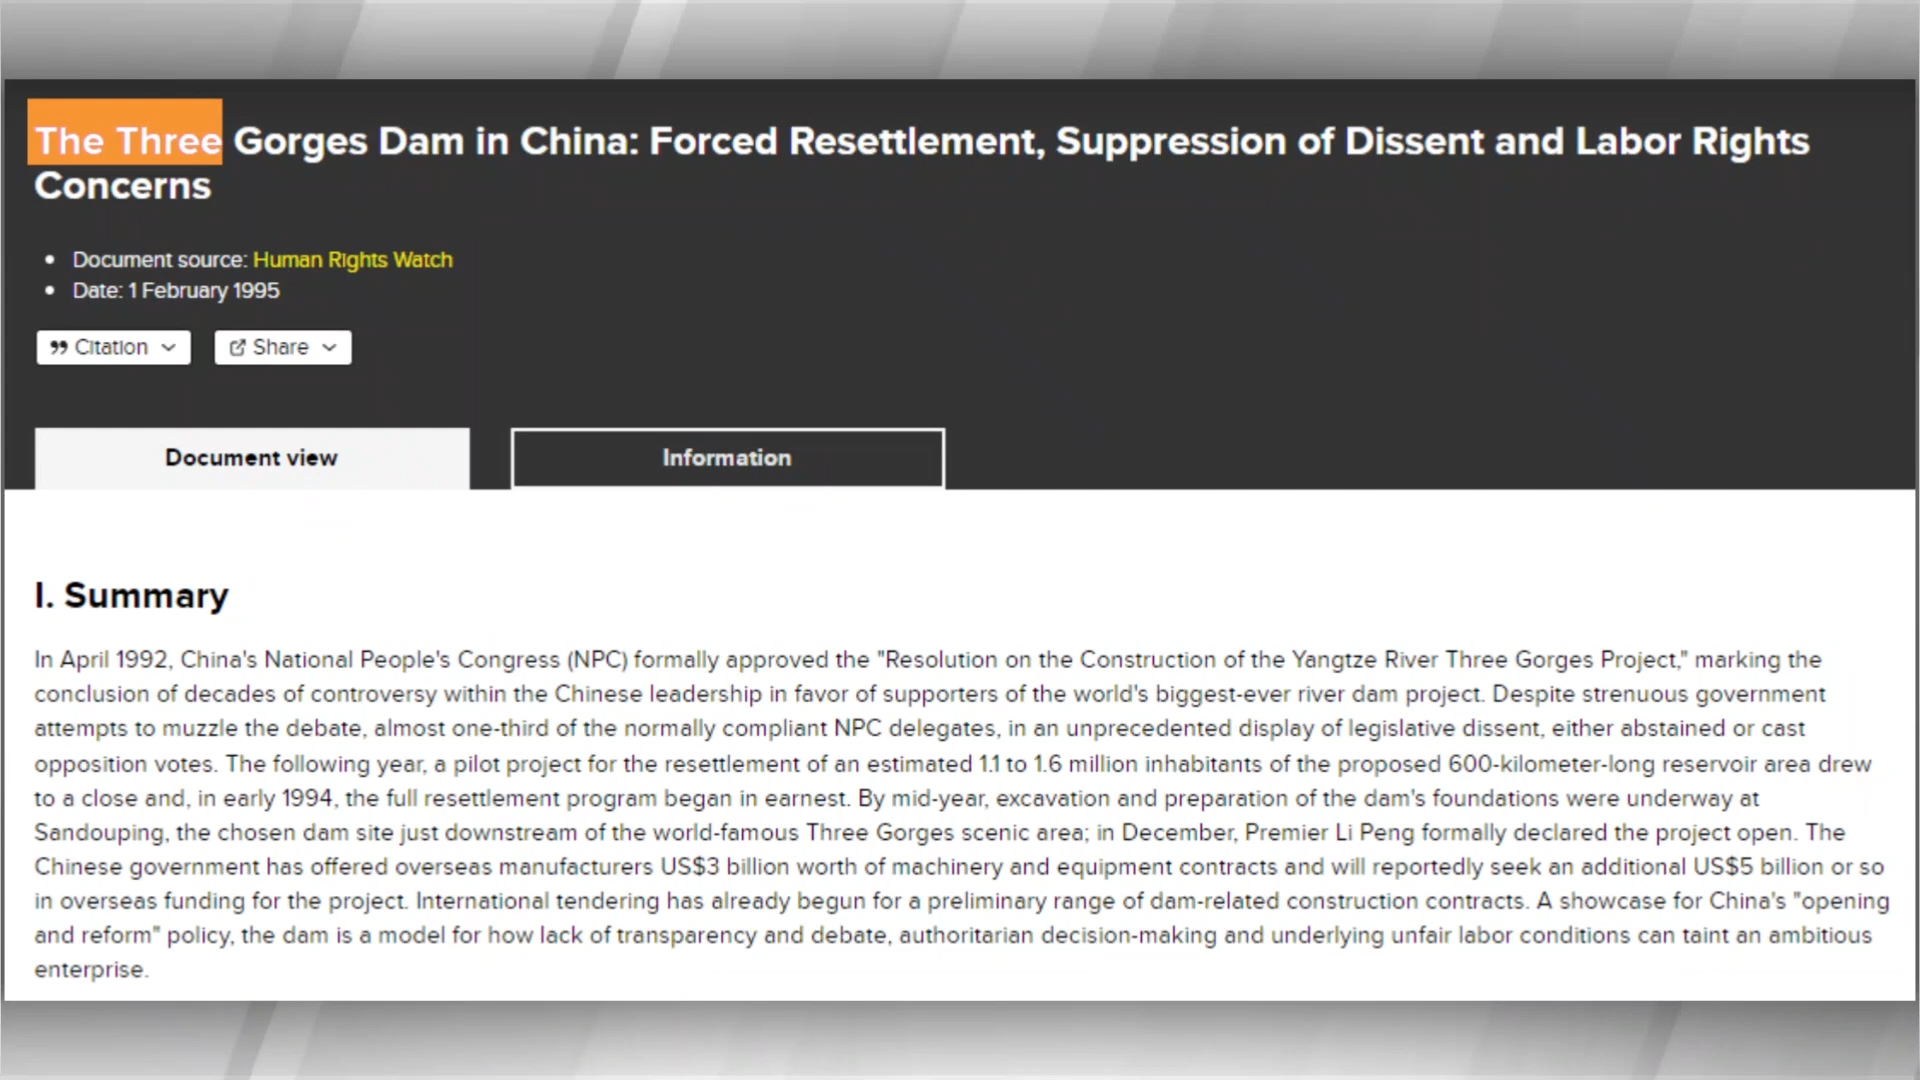 The Three Gorges Dam in China: Forced Resettlement, Suppression of Dissent and Labor Rights
Concerns
• Document source: Human Rights Watch
• Date: 1 February 1995
Citation
Share
Document view
Information
I. Summary
In April 1992, China's National People's Congress (NPC) formally approved the "Resolution on the Construction of the Yangtze River Three Gorges Project," marking the
conclusion of decades of controversy within the Chinese leadership in favor of supporters of the world's biggest-ever river dam project. Despite strenuous government
attempts to muzzle the debate, almost one-third of the normally compliant NPC delegates, in an unprecedented display of legislative dissent, either abstained or cast
opposition votes. The following year, a pilot project for the resettlement of an estimated 1.1 to 1.6 million inhabitants of the proposed 600-kilometer-long reservoir area drew
to a close and, in early 1994, the full resettlement program began in earnest. By mid-year, excavation and preparation of the dam's foundations were underway at
Sandouping, the chosen dam site just downstream of the world-famous Three Gorges scenic area; in December, Premier Li Peng formally declared the project open. The
Chinese government has offered overseas manufacturers US$3 billion worth of machinery and equipment contracts and will reportedly seek an additional US$5 billion or so
in overseas funding for the project. International tendering has already begun for a preliminary range of dam-related construction contracts. A showcase for China's "opening
and reform" policy, the dam is a model for how lack of transparency and debate, authoritarian decision-making and underlying unfair labor conditions can taint an ambitious
enterprise.